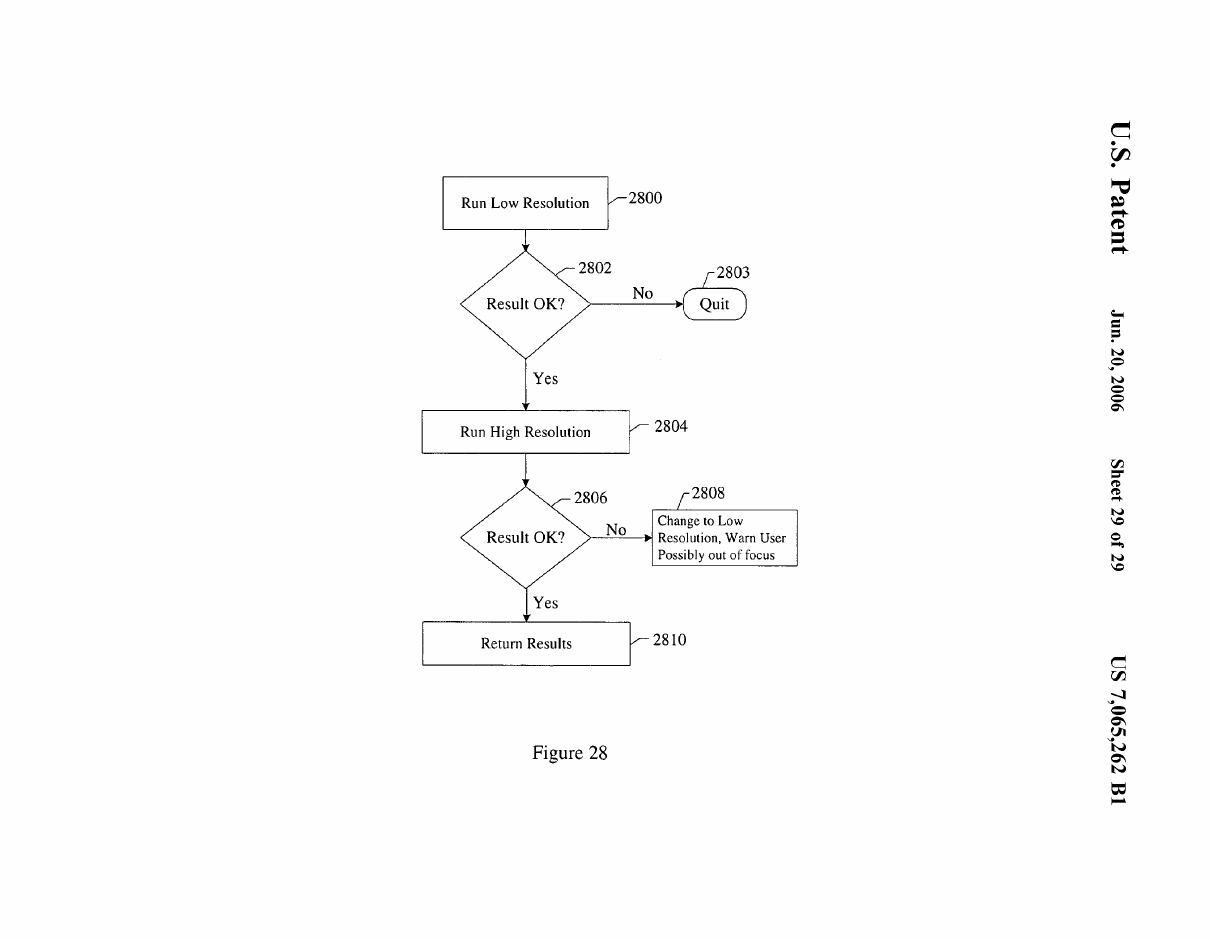 U.S. Patent Jun. 20, 2006 Sheet 29 of 29 US 7,065,262 B1
Run Low Resolution
2800
2802
Result OK?
No
2803
Quit
Yes
Run High Resolution
2804
2806
Result OK?
No
2808
Change to Low
Resolution, Warn User
Possibly out of focus
Yes
Return Results
2810
Figure 28